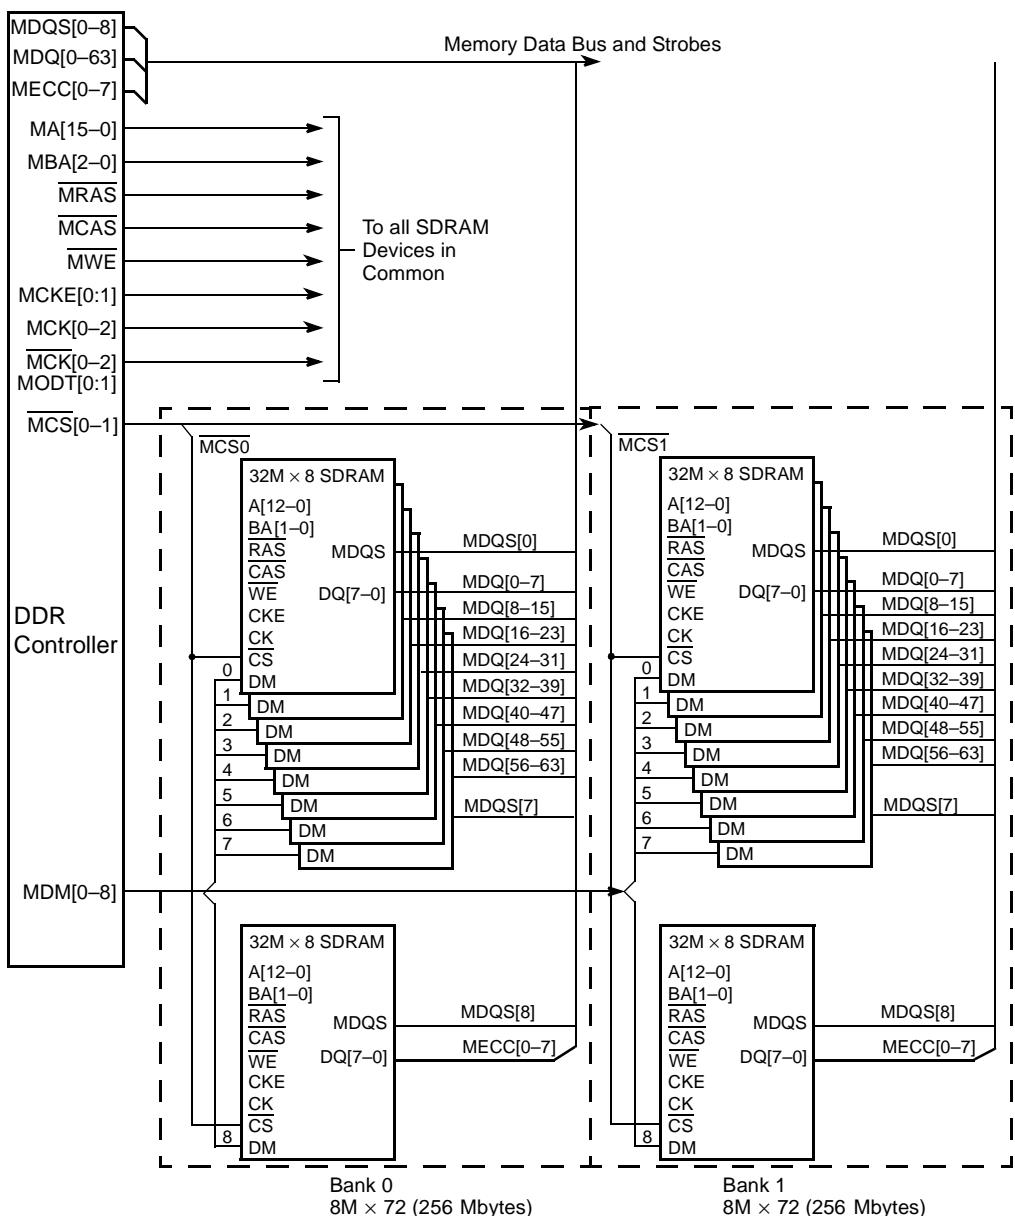 MDQS[0–8]
MDQ[0–63]
MECC[0–7]
Memory Data Bus and Strobes
MA[15–0]
MBA[2–0]
MRAS
MCAS
MWE
MCKE[0:1]
MCK[0–2]
MCK[0–2]
MODT[0:1]
MCS[0–1]
To all SDRAM
Devices in
Common
DDR
Controller
MDM[0–8]
MCS0
32M × 8 SDRAM
A[12–0]
BA[1–0]
RAS
CAS
WE
CKE
CK
CS
DM
MDQS
DQ[7–0]
0
1
2
3
4
5
6
7
DM
DM
DM
DM
DM
DM
DM
MDQS[0]
MDQ[0–7]
MDQ[8–15]
MDQ[16–23]
MDQ[24–31]
MDQ[32–39]
MDQ[40–47]
MDQ[48–55]
MDQ[56–63]
MDQS[7]
32M × 8 SDRAM
A[12–0]
BA[1–0]
RAS
CAS
WE
CKE
CK
CS
DM
8
MDQS
DQ[7–0]
MDQS[8]
MECC[0–7]
Bank 0
8M × 72 (256 Mbytes)
MCS1
32M × 8 SDRAM
A[12–0]
BA[1–0]
RAS
CAS
WE
CKE
CK
CS
DM
MDQS
DQ[7–0]
0
1
2
3
4
5
6
7
DM
DM
DM
DM
DM
DM
DM
MDQS[0]
MDQ[0–7]
MDQ[8–15]
MDQ[16–23]
MDQ[24–31]
MDQ[32–39]
MDQ[40–47]
MDQ[48–55]
MDQ[56–63]
MDQS[7]
32M × 8 SDRAM
A[12–0]
BA[1–0]
RAS
CAS
WE
CKE
CK
CS
DM
8
MDQS
DQ[7–0]
MDQS[8]
MECC[0–7]
Bank 1
8M × 72 (256 Mbytes)